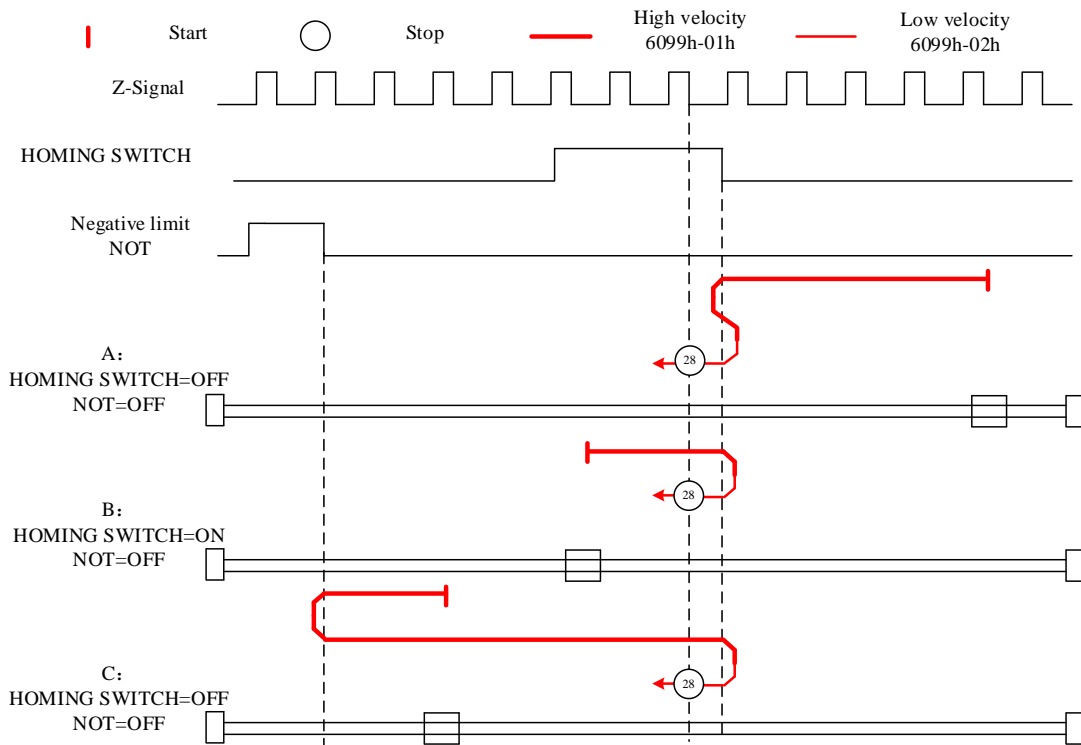 Start
Stop
High velocity
6099h-01h
Low velocity
6099h-02h
Z-Signal
HOMING SWITCH
Negative limit
NOT
28
A：
HOMING SWITCH=OFF
NOT=OFF
28
B：
HOMING SWITCH=ON
NOT=OFF
28
C：
HOMING SWITCH=OFF
NOT=OFF